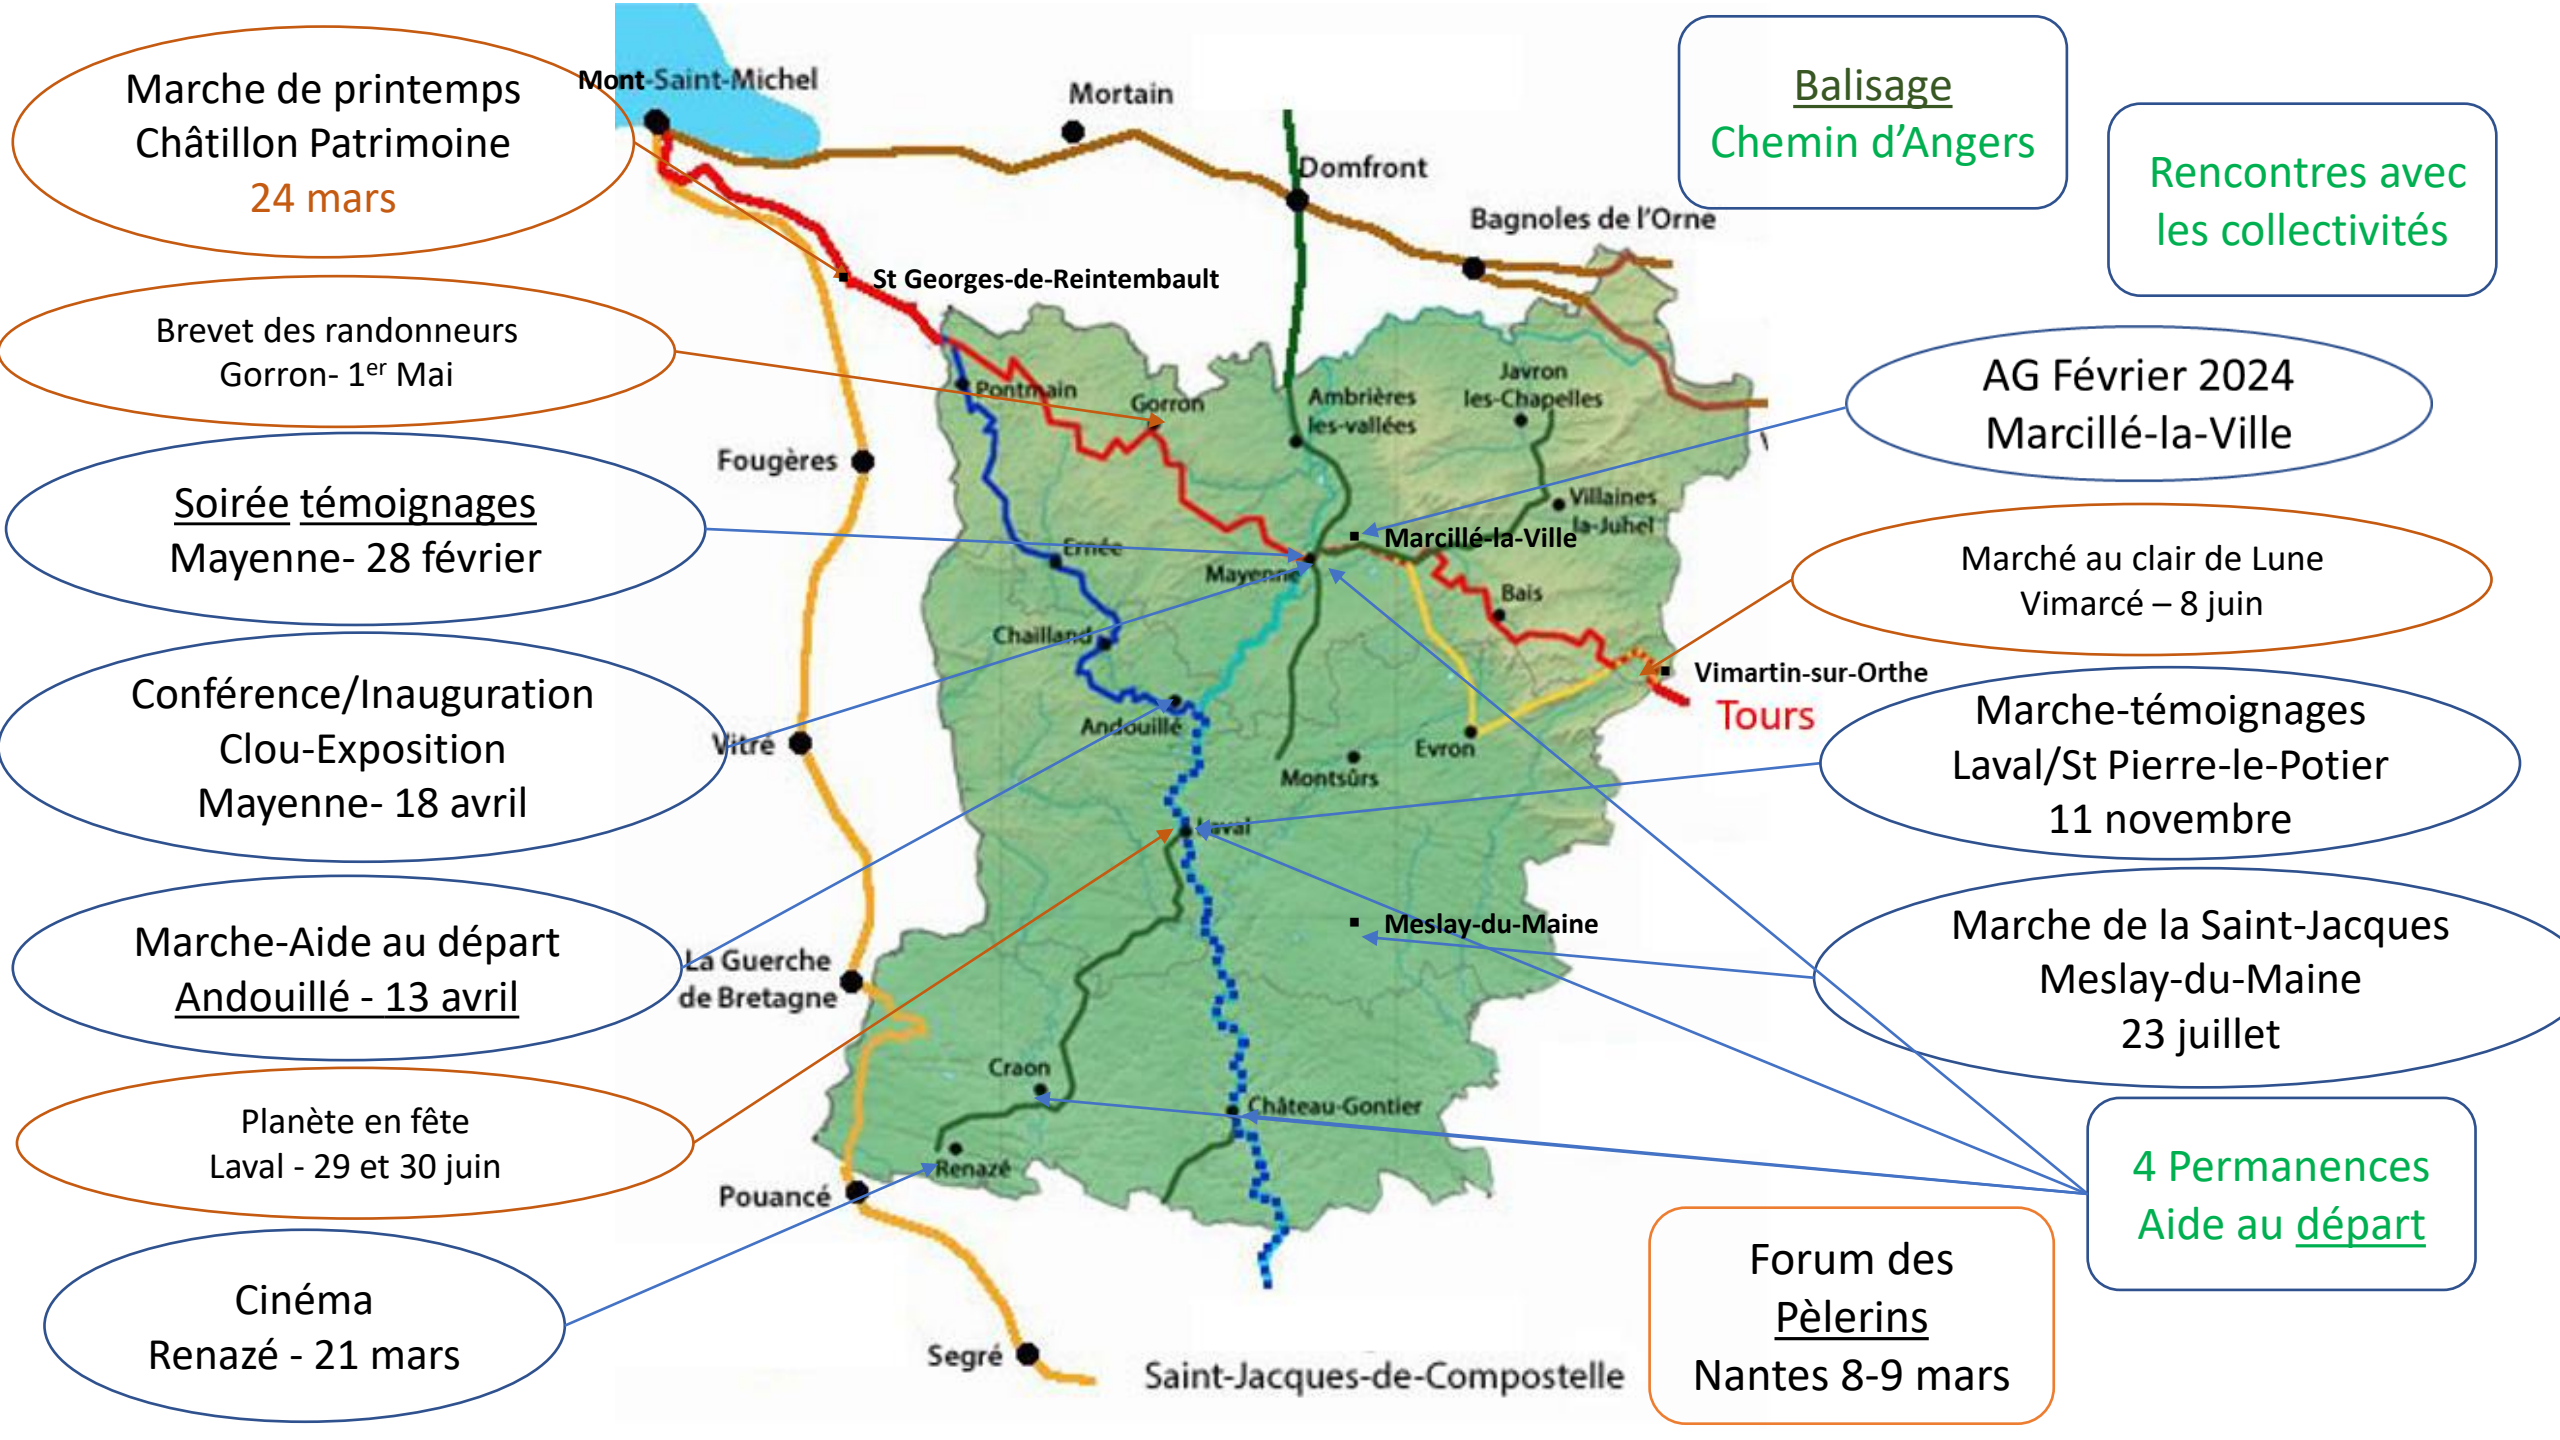 Marche de printemps
Châtillon Patrimoine
24 mars
Brevet des randonneurs
Gorron- 1er Mai
Soirée témoignages
Mayenne- 28 février
Conférence/Inauguration
Clou-Exposition
Mayenne- 18 avril
Marche-Aide au départ
Andouillé - 13 avril
Planète en fête
Laval - 29 et 30 juin
Cinéma
Renazé - 21 mars
Mont-Saint-Michel
Mortain
Domfront
Bagnoles de l'Orne
St Georges-de-Reintembault
Pontmain
Gorron
Ambrières
les-vallées
Javron
les-Chapelles
Fougères
Villaines
la-Juhel
Marcillé-la-Ville
Ernée
Mayenne
Bais
Chailland
Vimartin-sur-Orthe
Tours
Andouillé
Vitré
Evron
Montsûrs
Laval
Meslay-du-Maine
La Guerche
de Bretagne
Craon
Château-Gontier
Renazé
Pouancé
Segré
Saint-Jacques-de-Compostelle
Balisage
Chemin d'Angers
Rencontres avec
les collectivités
AG Février 2024
Marcillé-la-Ville
Marché au clair de Lune
Vimarcé – 8 juin
Marche-témoignages
Laval/St Pierre-le-Potier
11 novembre
Marche de la Saint-Jacques
Meslay-du-Maine
23 juillet
4 Permanences
Aide au départ
Forum des
Pèlerins
Nantes 8-9 mars